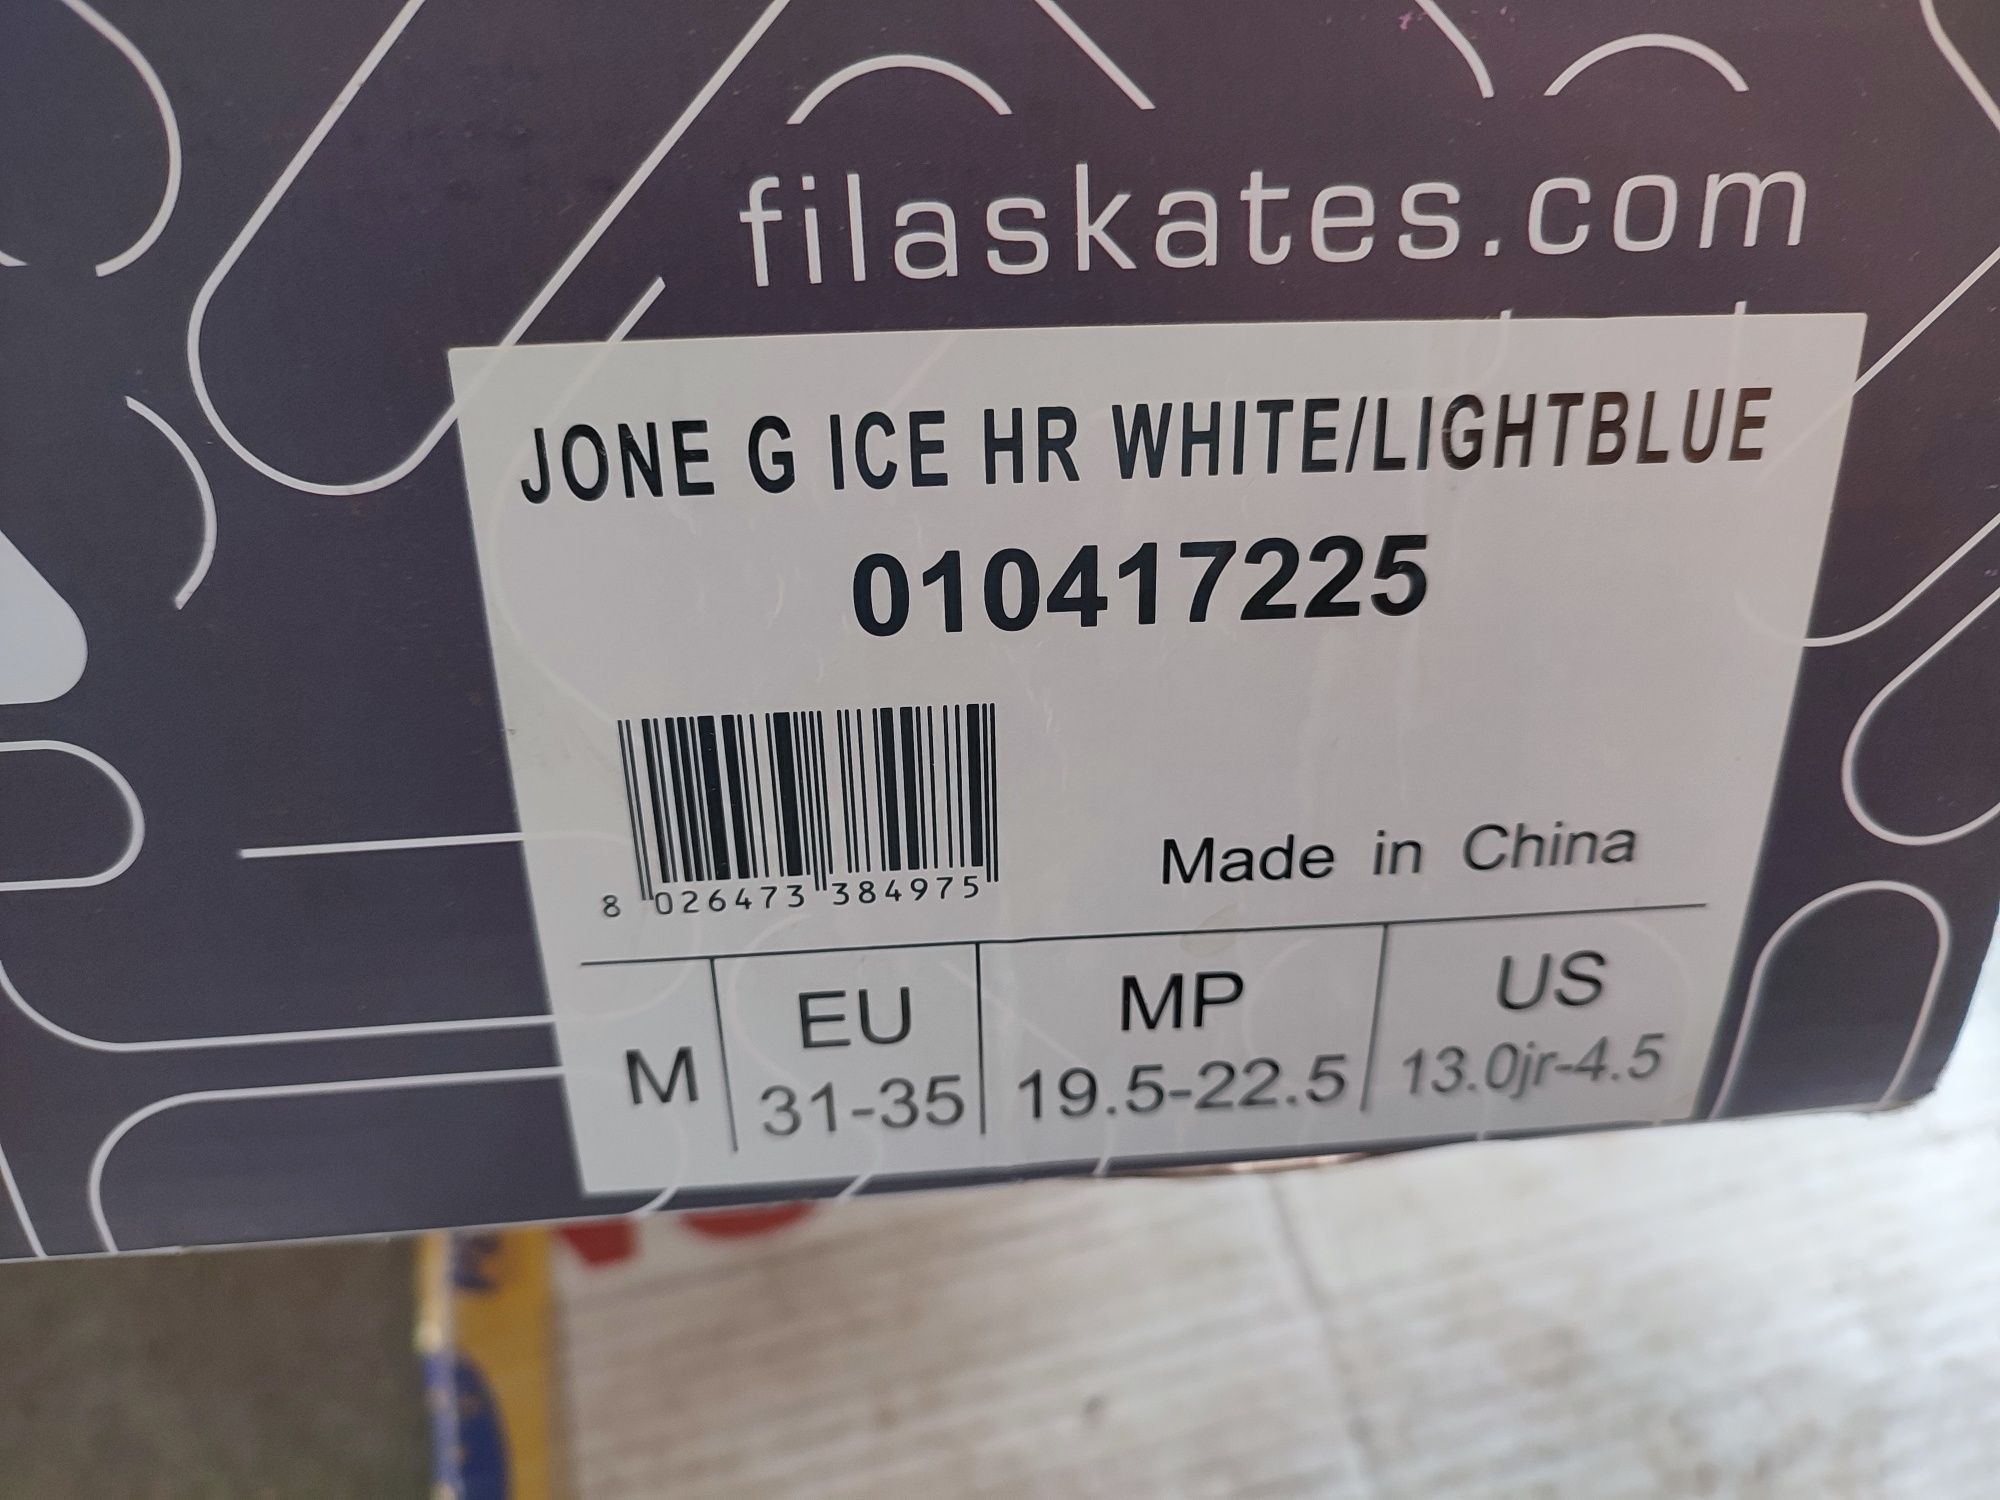 filaskates.com
JONE G ICE HR WHITE/LIGHTBLUE
010417225
8 026473 384975
Made in China
M
EU
31-35
MP
19.5-22.5
US
13.0jr-4.5